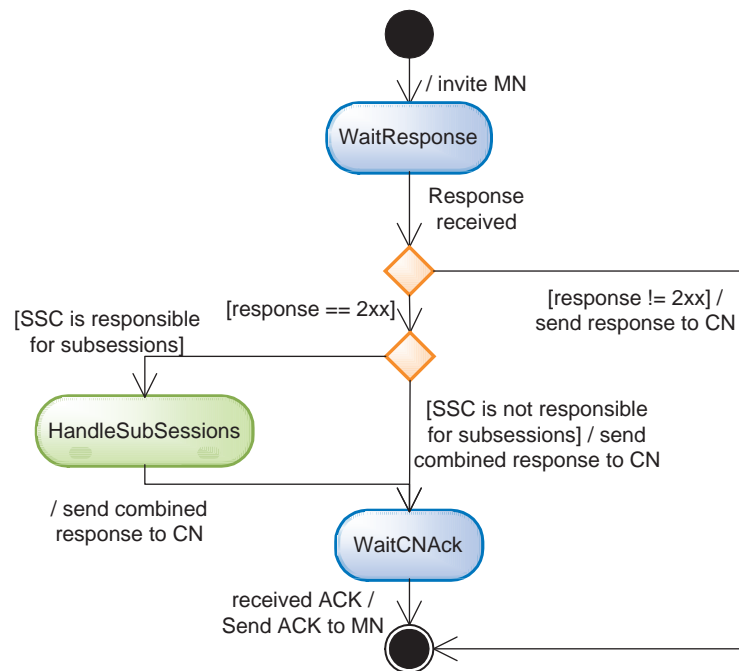 / invite MN
WaitResponse
Response
received
[response == 2xx]
[response != 2xx] /
send response to CN
[SSC is responsible
for subsessions]
[SSC is not responsible
for subsessions] / send
combined response to CN
HandleSubSessions
/ send combined
response to CN
WaitCNAck
received ACK /
Send ACK to MN